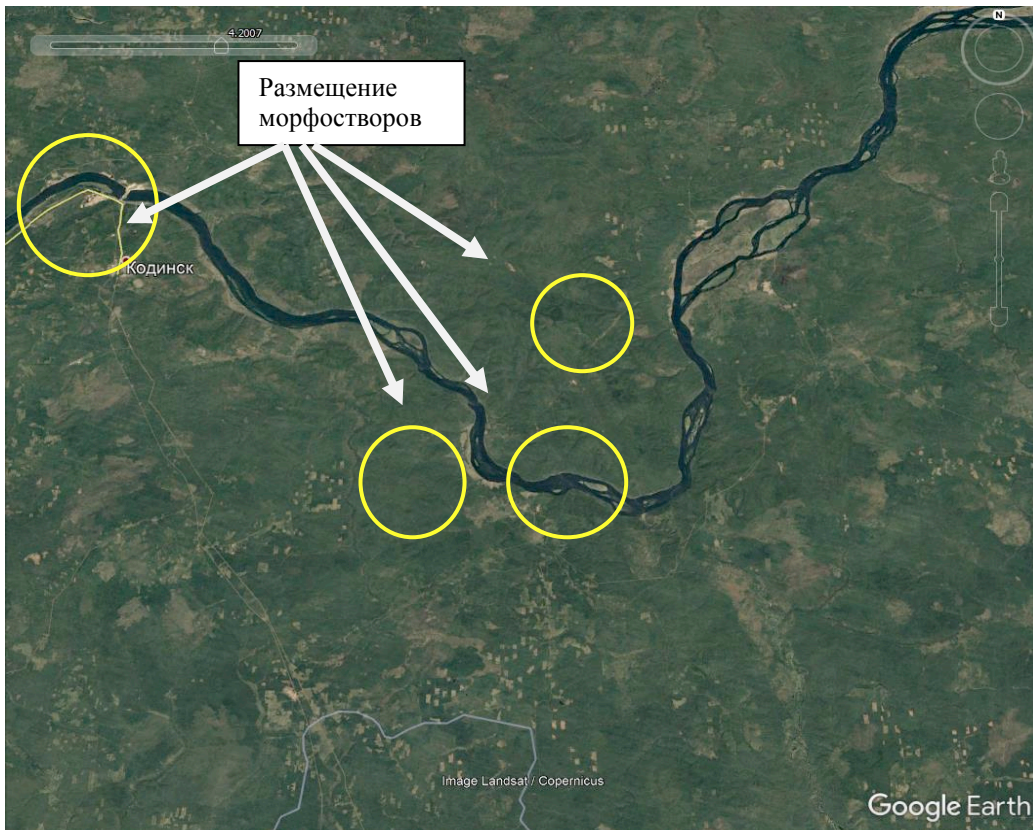 4.2007
N
Размещение
морфостворов
Кодинск
Image Landsat / Copernicus
Google Earth